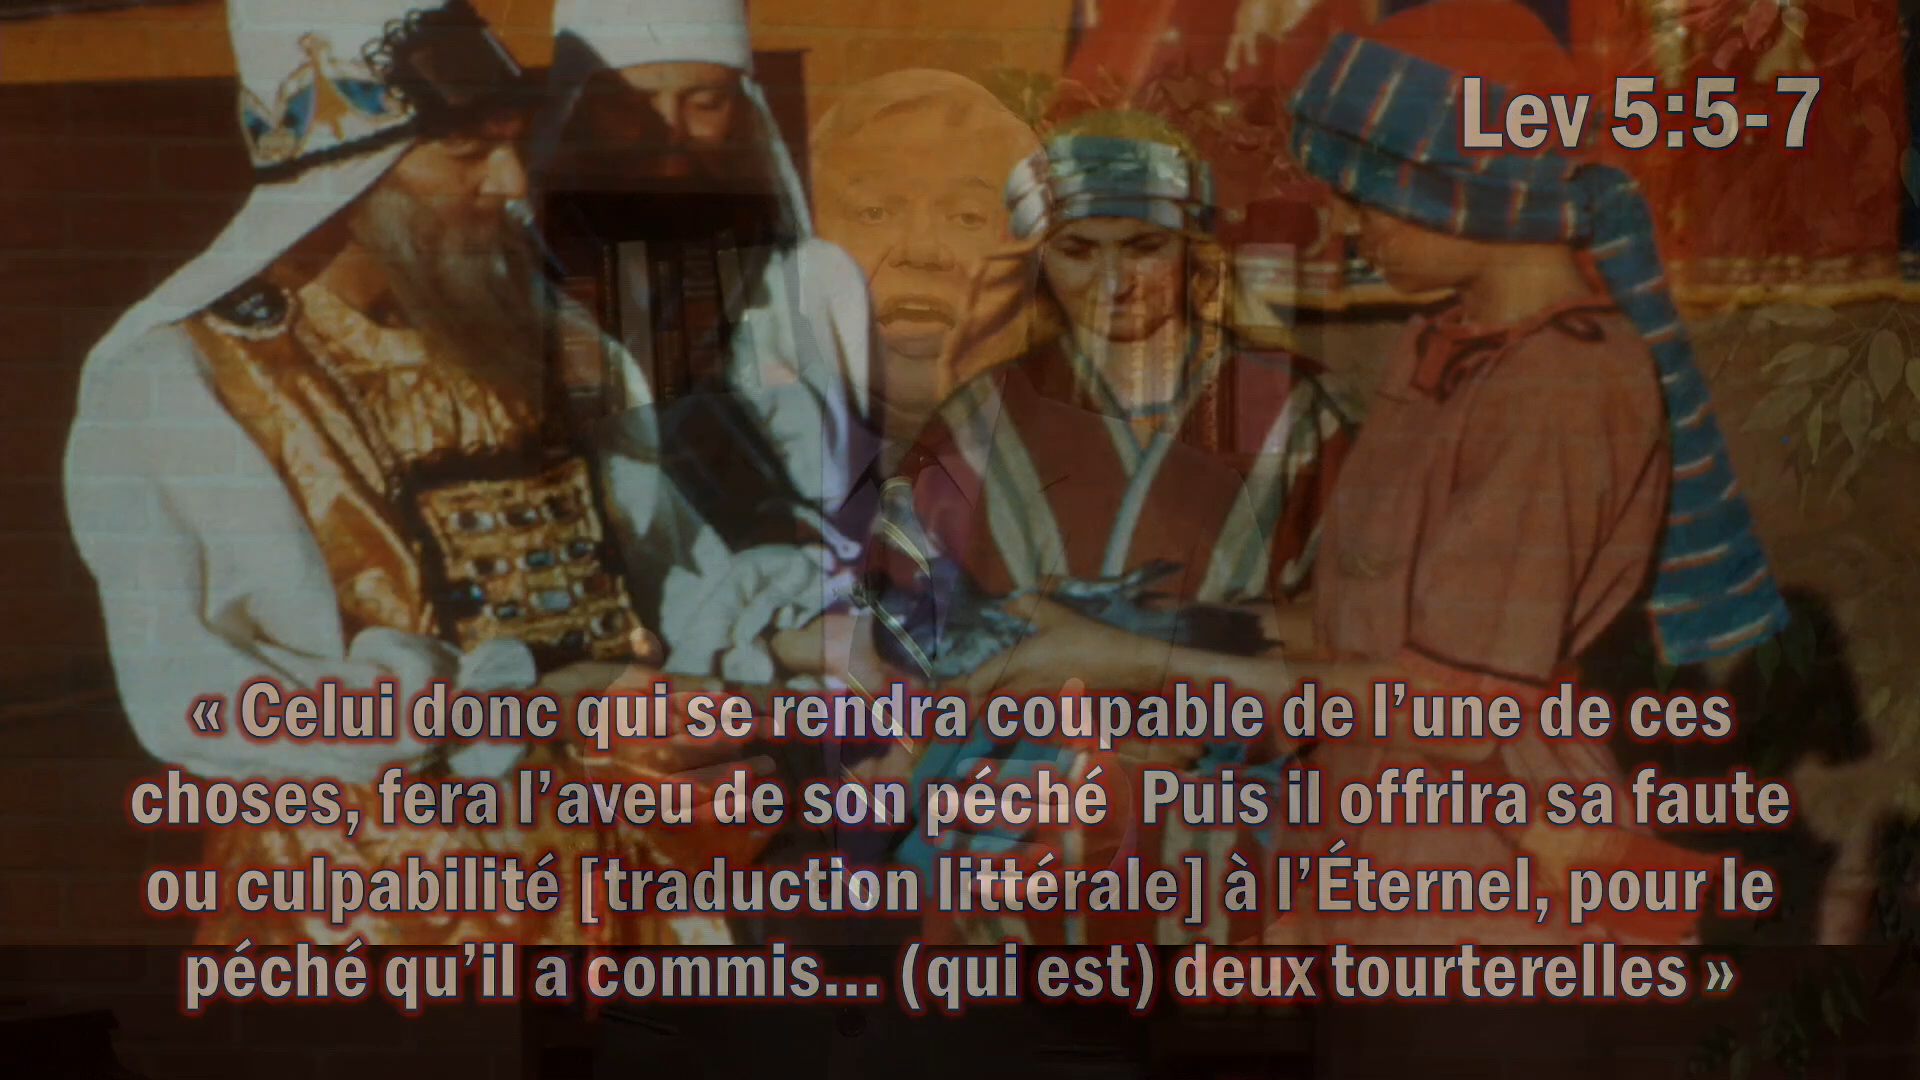 Lev 5:5-7
« Celui donc qui se rendra coupable de l’une de ces
choses, fera l’aveu de son péché  Puis il offrira sa faute
ou culpabilité [traduction littérale] à l’Éternel, pour le
péché qu’il a commis... (qui est) deux tourterelles »